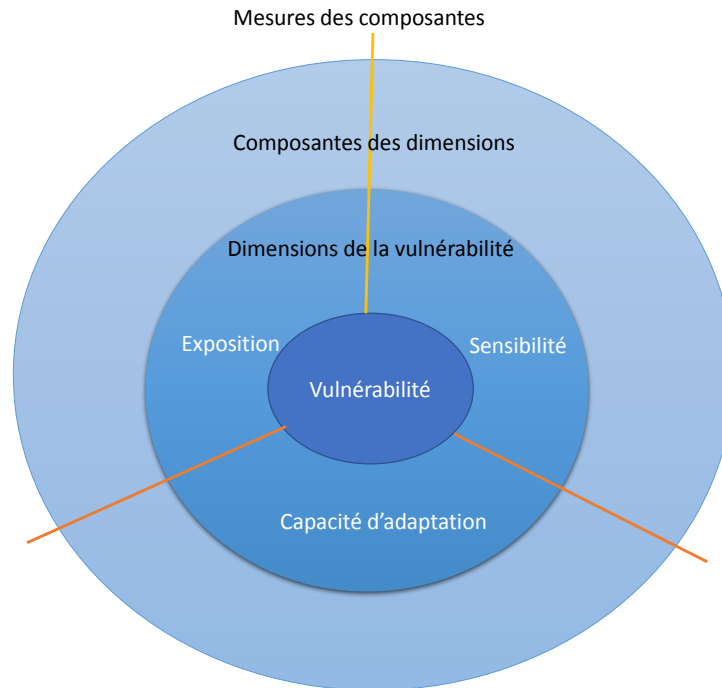 Mesures des composantes
Composantes des dimensions
Dimensions de la vulnérabilité
Exposition
Sensibilité
Vulnérabilité
Capacité d’adaptation